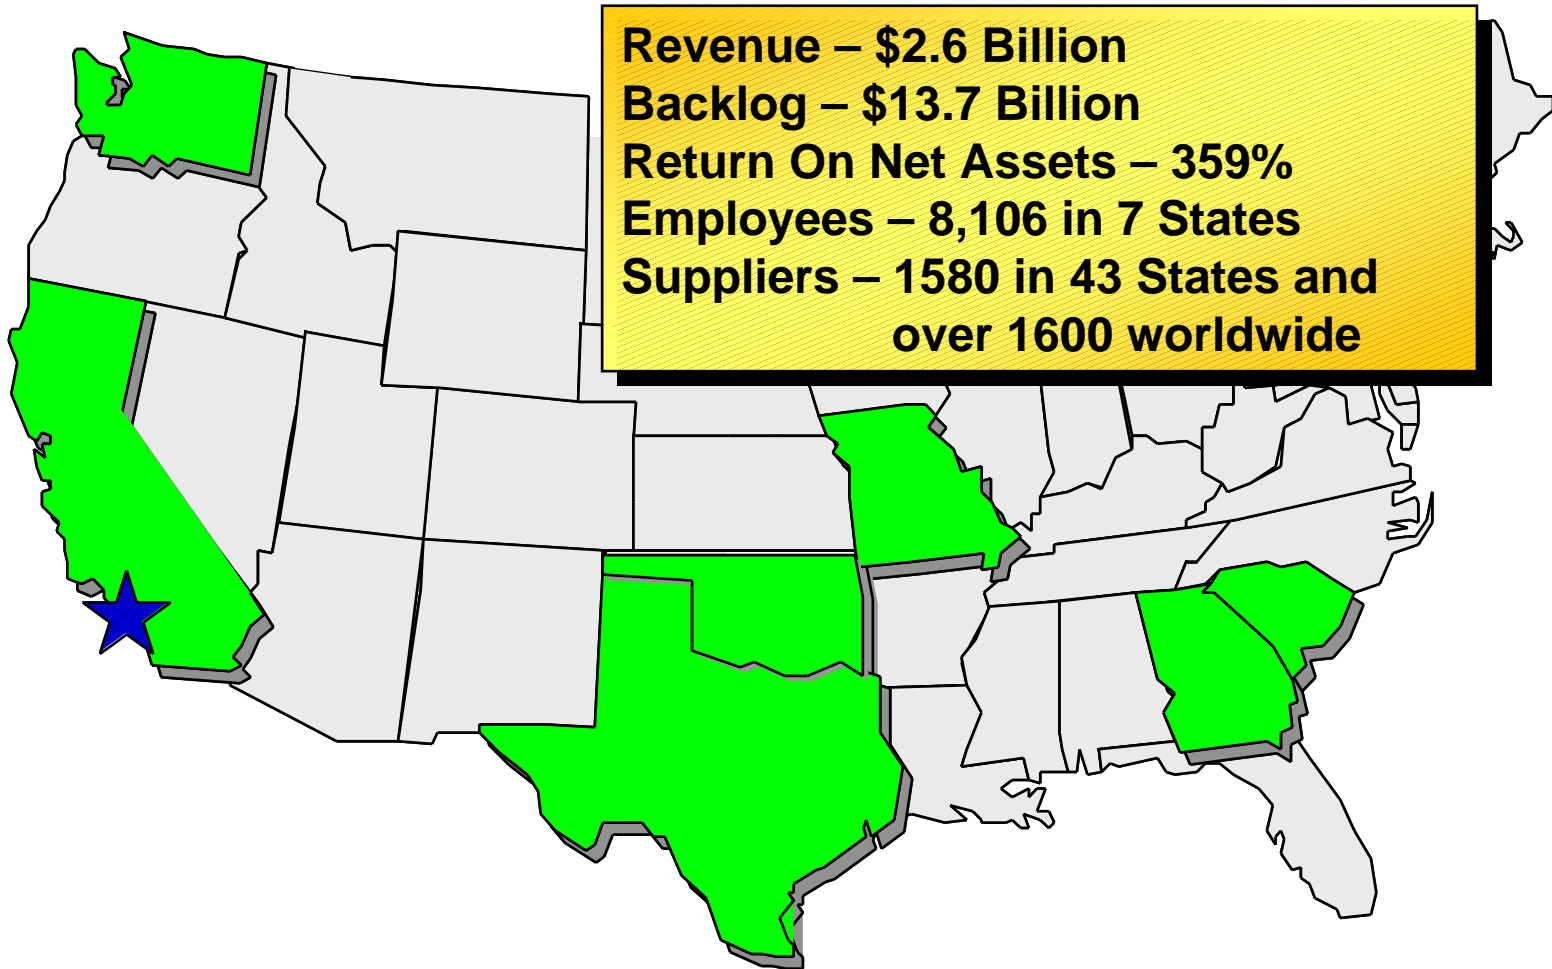 Revenue – $2.6 Billion
Backlog – $13.7 Billion
Return On Net Assets – 359%
Employees – 8,106 in 7 States
Suppliers – 1580 in 43 States and
over 1600 worldwide